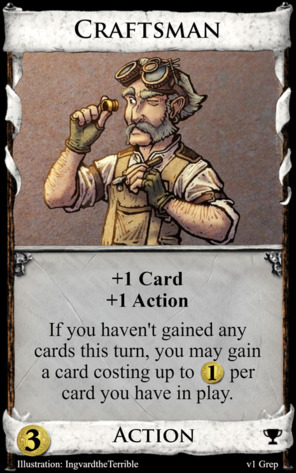 Craftsman
+1 Card
+1 Action
If you haven't gained any
cards this turn, you may gain
a card costing up to 1 per
card you have in play.
3 Action
Illustration: IngvardtheTerrible v1 Grep